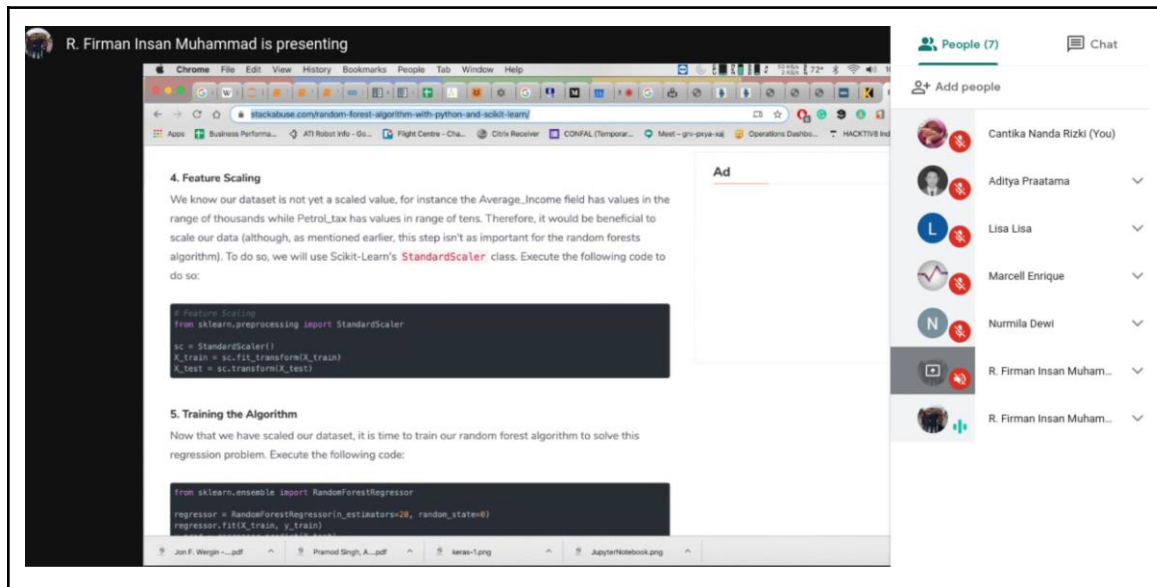 R. Firman Insan Muhammad is presenting
Chrome File Edit View History Bookmarks People Tab Window Help
72°
stackabuse.com/random-forest-algorithm-with-python-and-scikit-learn/
Apps Business Performa... ATI Robot Info - Go... Flight Centre - Cha... Citrix Receiver CONFAL (Temporar... Meet – grv-pxya-xaj Operations Dashbo... HACKTIV8 Ind
4. Feature Scaling
We know our dataset is not yet a scaled value, for instance the Average_Income field has values in the
range of thousands while Petrol_tax has values in range of tens. Therefore, it would be beneficial to
scale our data (although, as mentioned earlier, this step isn't as important for the random forests
algorithm). To do so, we will use Scikit-Learn's StandardScaler class. Execute the following code to
do so:
# Feature Scaling
from sklearn.preprocessing import StandardScaler
sc = StandardScaler()
X_train = sc.fit_transform(X_train)
X_test = sc.transform(X_test)
5. Training the Algorithm
Now that we have scaled our dataset, it is time to train our random forest algorithm to solve this
regression problem. Execute the following code:
from sklearn.ensemble import RandomForestRegressor
regressor = RandomForestRegressor(n_estimators=20, random_state=0)
regressor.fit(X_train, y_train)
Ad
Jon F. Wergin -....pdf Pramod Singh, A....pdf keras-1.png JupyterNotebook.png
People (7) Chat
Add people
Cantika Nanda Rizki (You)
Aditya Praatama
L Lisa Lisa
Marcell Enrique
N Nurmila Dewi
R. Firman Insan Muham...
R. Firman Insan Muham...